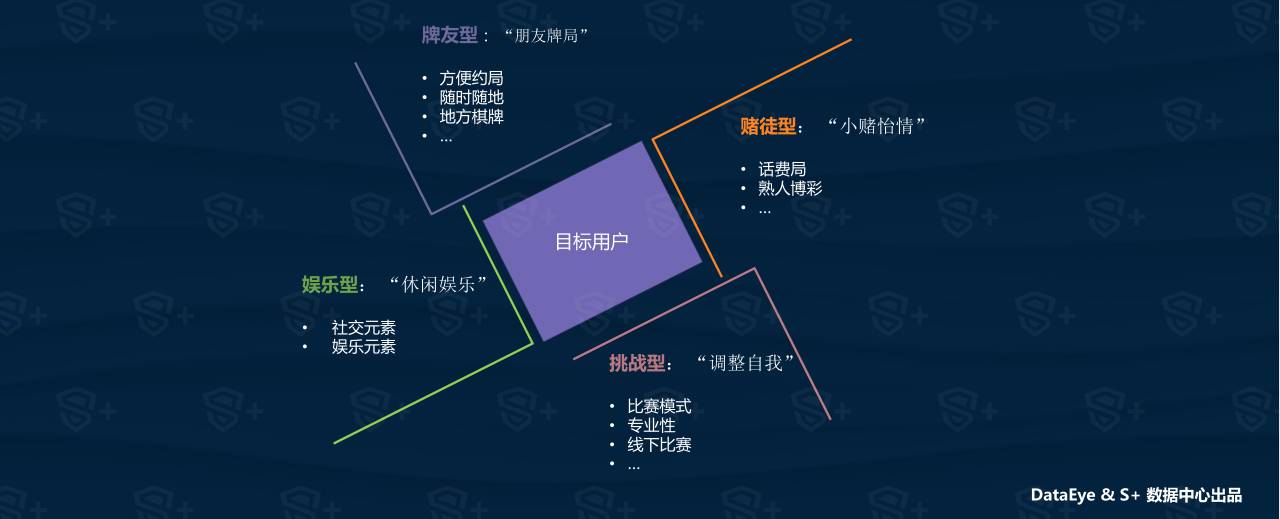 牌友型：“朋友牌局”
• 方便约局
• 随时随地
• 地方棋牌
• ...
赌徒型： “小赌怡情”
• 话费局
• 熟人博彩
• ...
目标用户
娱乐型： “休闲娱乐”
• 社交元素
• 娱乐元素
挑战型： “调整自我”
• 比赛模式
• 专业性
• 线下比赛
• ...
DataEye & S+ 数据中心出品